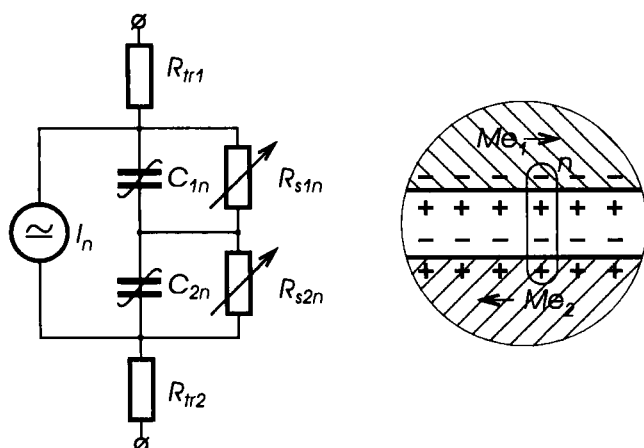 R_tr1
C_1n
R_s1n
I_n
C_2n
R_s2n
R_tr2
Me_1
n
− − − − − −
+ + + + + +
− − − − − −
+ + + + + +
Me_2